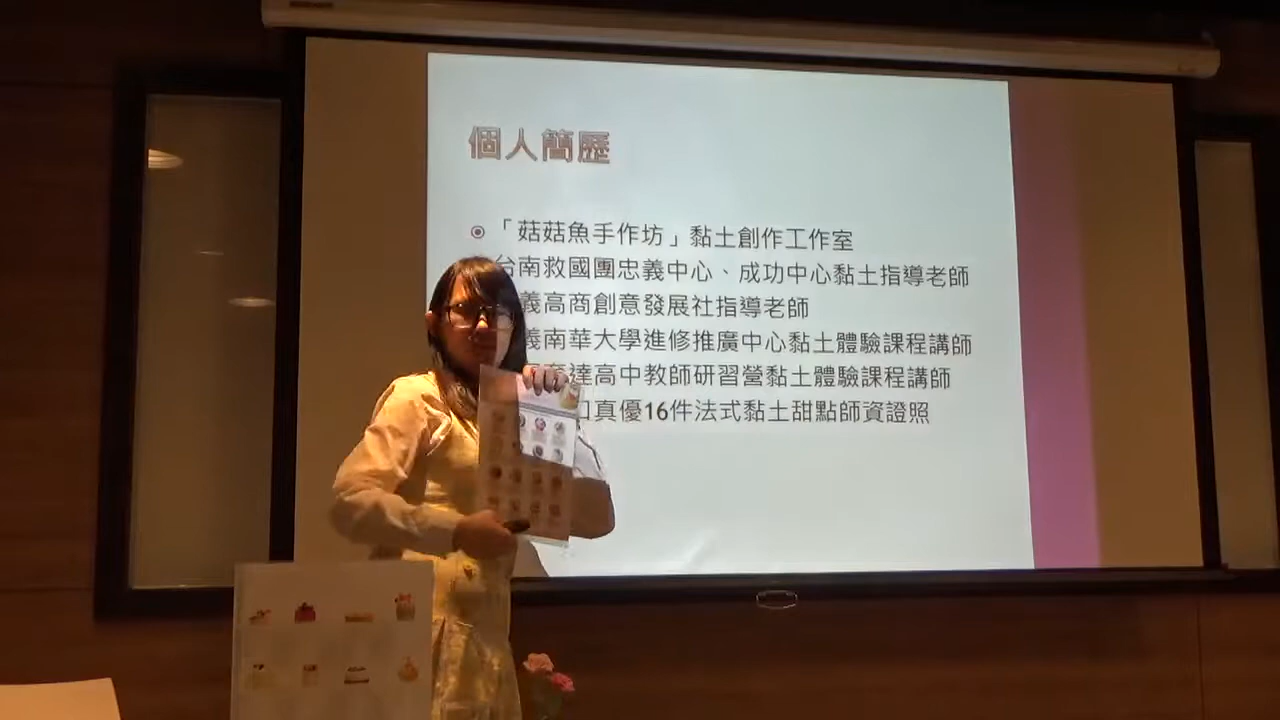 個人簡歷
「菇菇魚手作坊」黏土創作工作室
台南救國團忠義中心、成功中心黏土指導老師
義高商創意發展社指導老師
義南華大學進修推廣中心黏土體驗課程講師
達高中教師研習營黏土體驗課程講師
真優16件法式黏土甜點師資證照